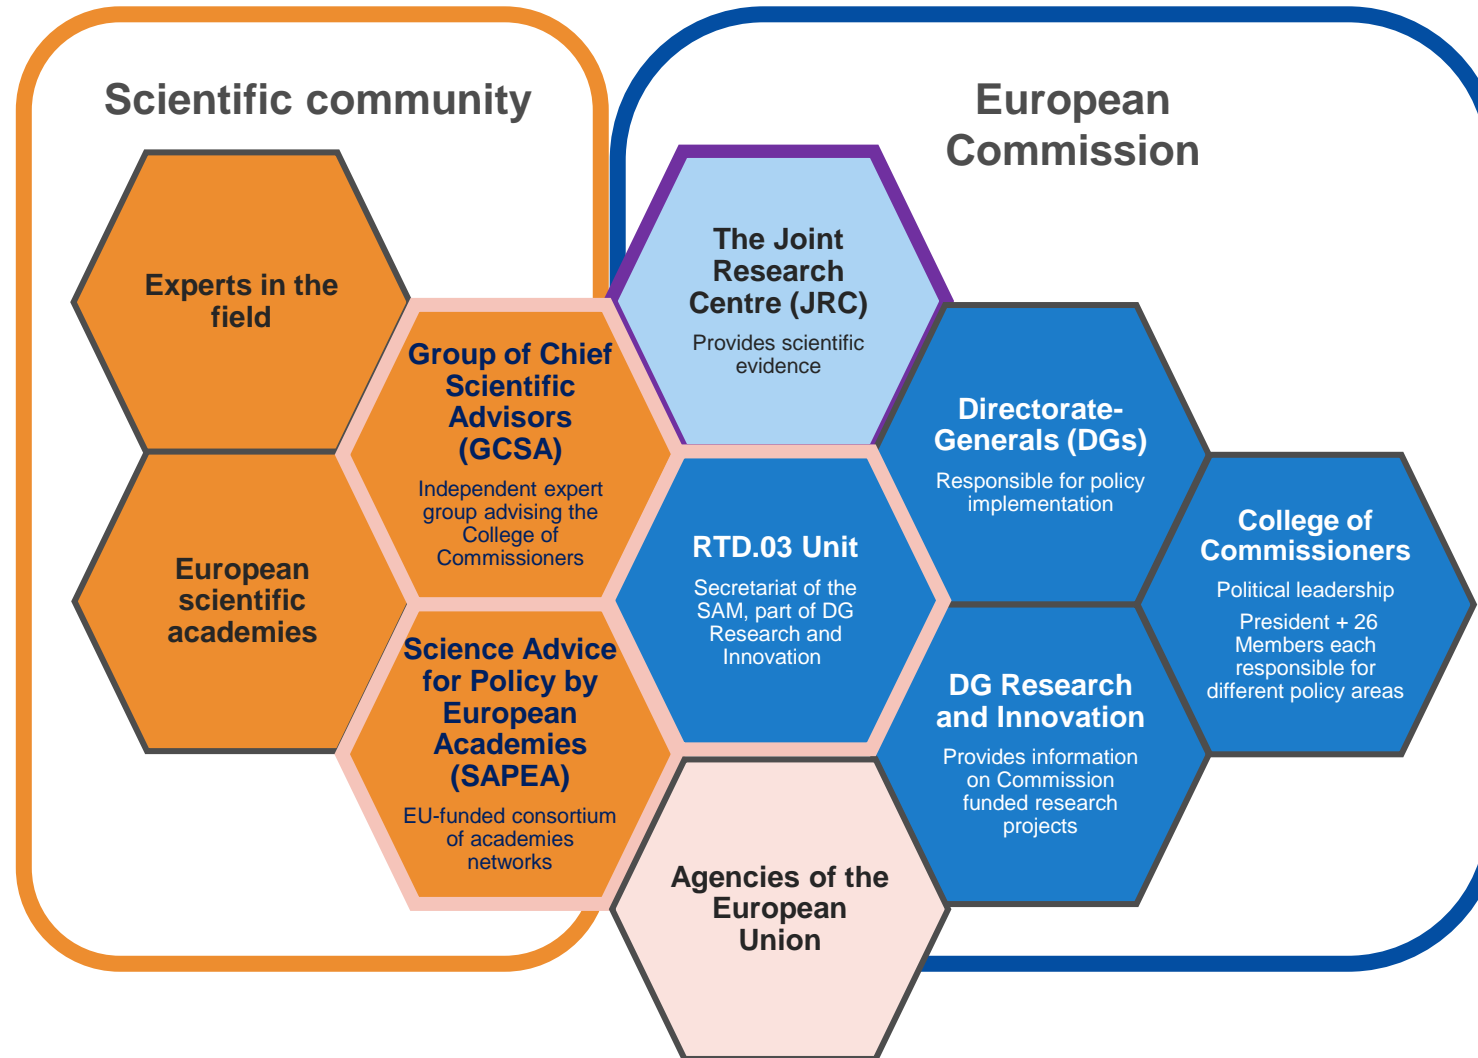 Scientific community
European
Commission
Experts in the
field
European
scientific
academies
Group of Chief
Scientific
Advisors
(GCSA)
Independent expert
group advising the
College of
Commissioners
Science Advice
for Policy by
European
Academies
(SAPEA)
EU-funded consortium
of academies
networks
The Joint
Research
Centre (JRC)
Provides scientific
evidence
RTD.03 Unit
Secretariat of the
SAM, part of DG
Research and
Innovation
Agencies of the
European
Union
Directorate-
Generals (DGs)
Responsible for policy
implementation
DG Research
and Innovation
Provides information
on Commission
funded research
projects
College of
Commissioners
Political leadership
President + 26
Members each
responsible for
different policy areas